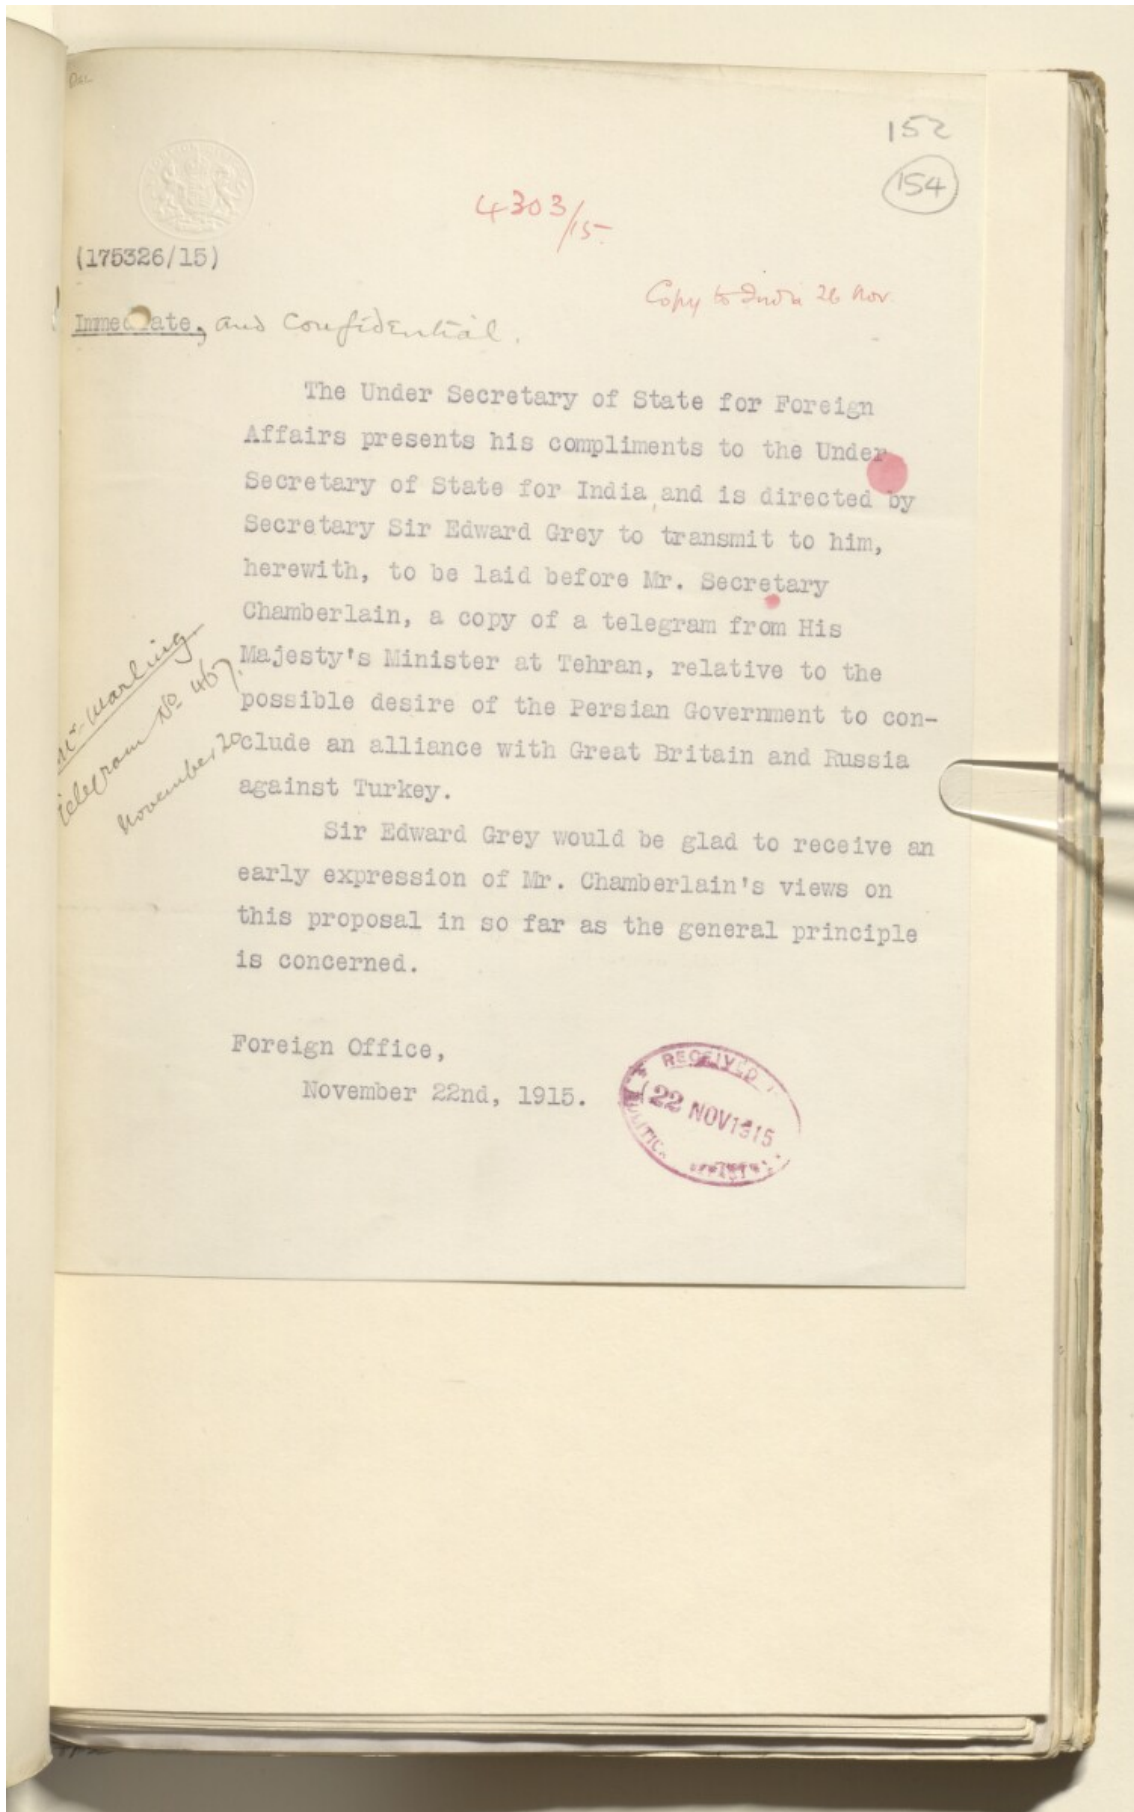 152
154
4303/15.
(175326/15)
Copy to India 26 Nov.
Immediate, and Confidential.
The Under Secretary of State for Foreign
Affairs presents his compliments to the Under
Secretary of State for India, and is directed by
Secretary Sir Edward Grey to transmit to him,
herewith, to be laid before Mr. Secretary
Chamberlain, a copy of a telegram from His
Majesty's Minister at Tehran, relative to the
possible desire of the Persian Government to con-
clude an alliance with Great Britain and Russia
against Turkey.
Mr. Marling
Telegram No 467.
November 20
Sir Edward Grey would be glad to receive an
early expression of Mr. Chamberlain's views on
this proposal in so far as the general principle
is concerned.
Foreign Office,
November 22nd, 1915.
RECEIVED
22 NOV 1915